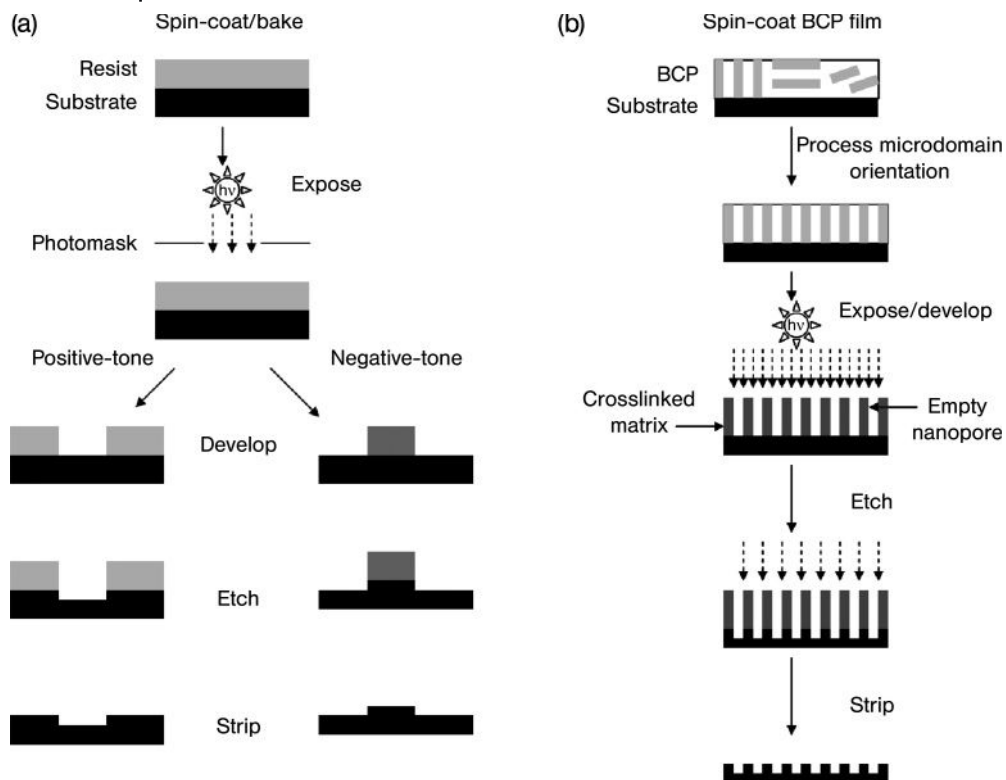 (a)
Spin-coat/bake
Resist
Substrate
hν
Expose
Photomask
Positive-tone
Negative-tone
Develop
Etch
Strip
(b)
Spin-coat BCP film
BCP
Substrate
Process microdomain
orientation
hν
Expose/develop
Crosslinked
matrix
Empty
nanopore
Etch
Strip